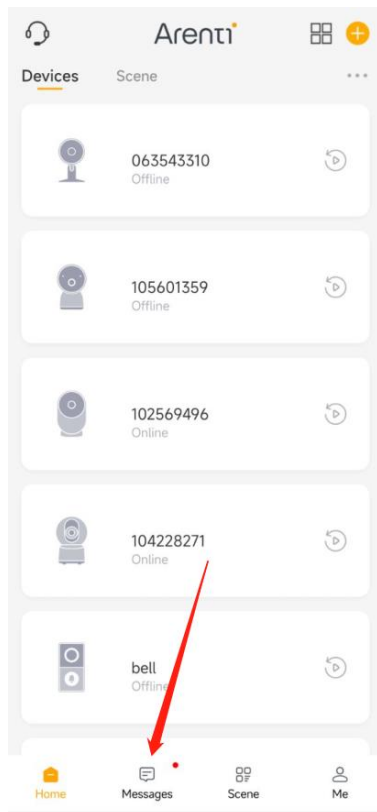 Arenti
Devices Scene
063543310
Offline
105601359
Offline
102569496
Online
104228271
Online
bell
Offline
Home Messages Scene Me